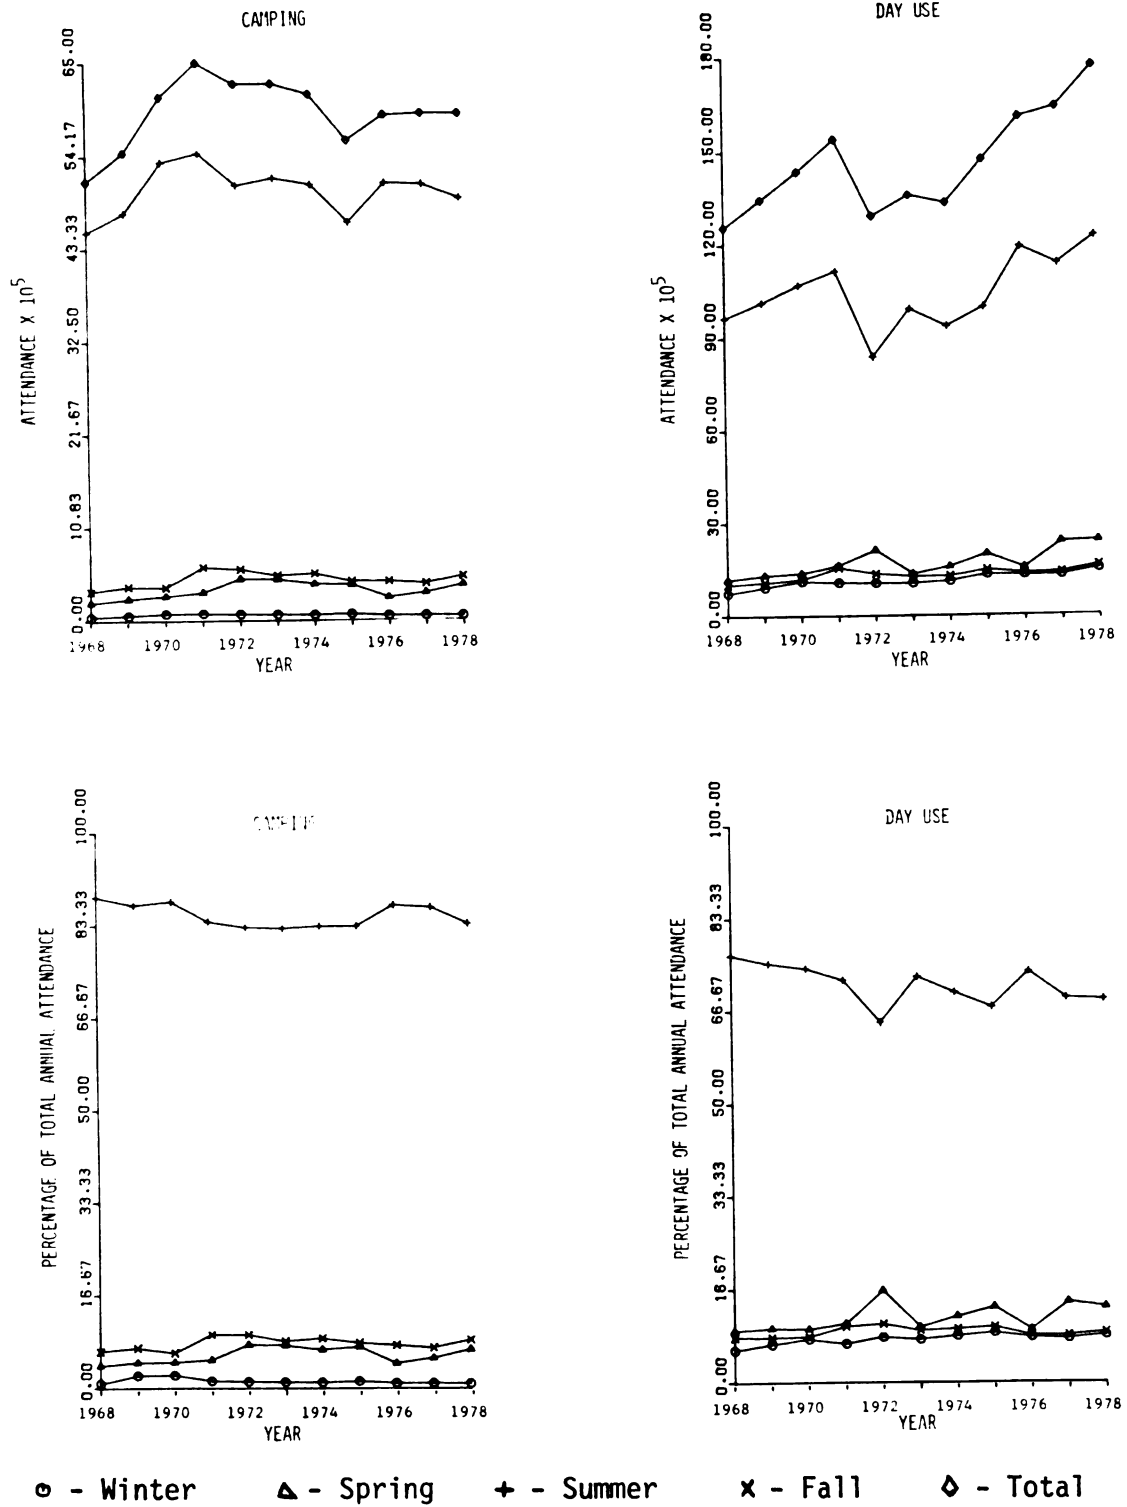 CAMPING
65.00
54.17
43.33
32.50
21.67
10.83
0.00
ATTENDANCE X 10^5
1968 1970 1972 1974 1976 1978
YEAR
DAY USE
180.00
150.00
120.00
90.00
60.00
30.00
0.00
ATTENDANCE X 10^5
1968 1970 1972 1974 1976 1978
YEAR
CAMPING
100.00
83.33
66.67
50.00
33.33
16.67
0.00
PERCENTAGE OF TOTAL ANNUAL ATTENDANCE
1968 1970 1972 1974 1976 1978
YEAR
DAY USE
100.00
83.33
66.67
50.00
33.33
16.67
0.00
PERCENTAGE OF TOTAL ANNUAL ATTENDANCE
1968 1970 1972 1974 1976 1978
YEAR
- Winter - Spring - Summer - Fall - Total